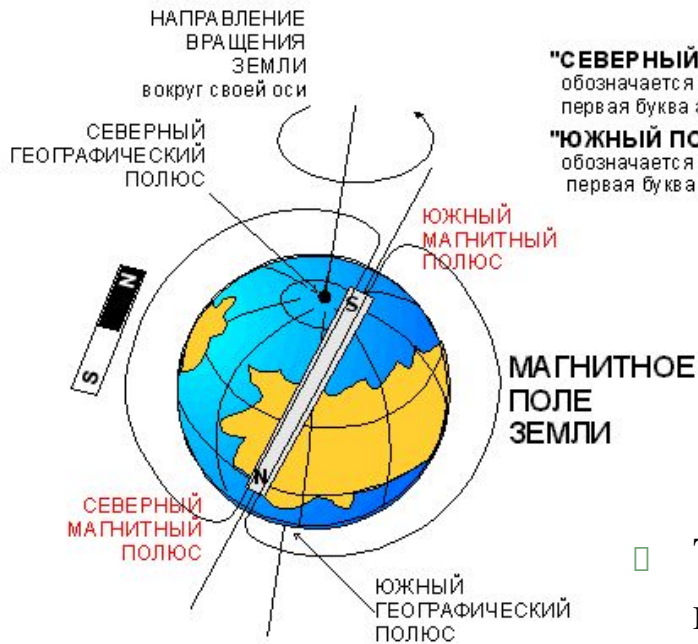 НАПРАВЛЕНИЕ
ВРАЩЕНИЯ
ЗЕМЛИ
вокруг своей оси
СЕВЕРНЫЙ
ГЕОГРАФИЧЕСКИЙ
ПОЛЮС
"СЕВЕРНЫЙ
обозначается
первая буква
"ЮЖНЫЙ
обозначается
первая буква
ЮЖНЫЙ
МАГНИТНЫЙ
ПОЛЮС
N
S
S
N
МАГНИТНОЕ
ПОЛЕ
ЗЕМЛИ
СЕВЕРНЫЙ
МАГНИТНЫЙ
ПОЛЮС
ЮЖНЫЙ
ГЕОГРАФИЧЕСКИЙ
ПОЛЮС